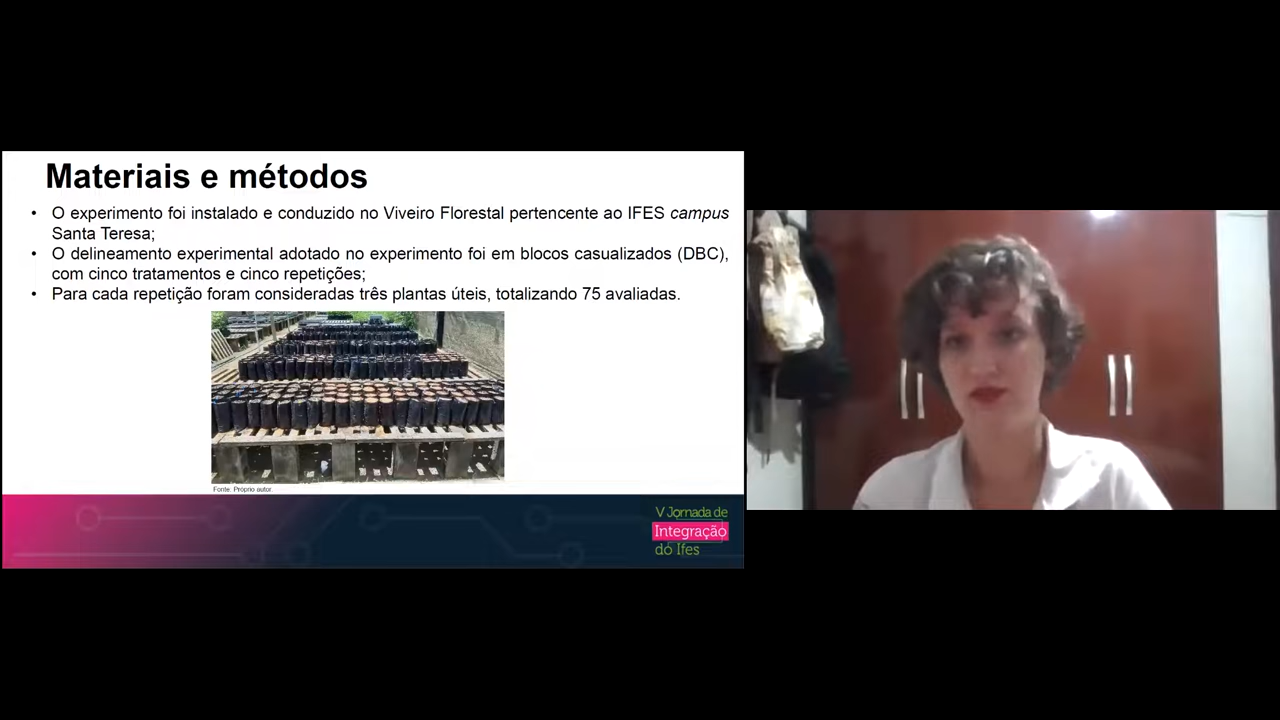 Materiais e métodos
• O experimento foi instalado e conduzido no Viveiro Florestal pertencente ao IFES campus
Santa Teresa;
• O delineamento experimental adotado no experimento foi em blocos casualizados (DBC),
com cinco tratamentos e cinco repetições;
• Para cada repetição foram consideradas três plantas úteis, totalizando 75 avaliadas.
Fonte: Próprio autor.
V Jornada de
Integração
do Ifes